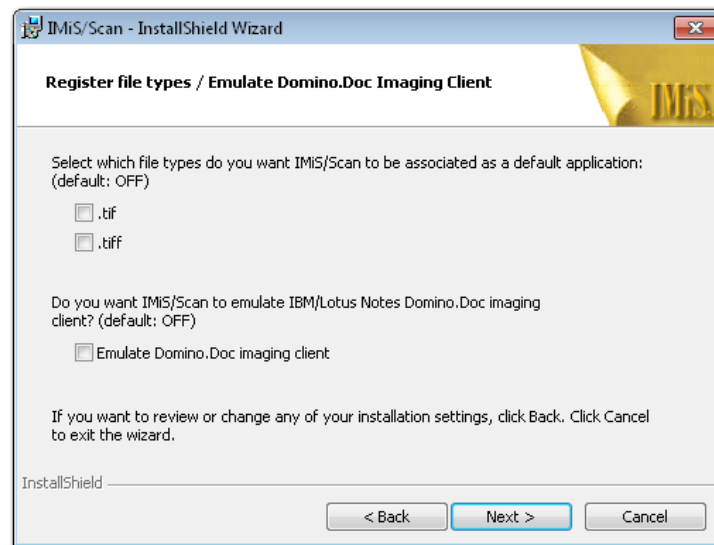 IMiS/Scan - InstallShield Wizard
Register file types / Emulate Domino.Doc Imaging Client
IMiS
Select which file types do you want IMiS/Scan to be associated as a default application:
(default: OFF)
.tif
.tiff
Do you want IMiS/Scan to emulate IBM/Lotus Notes Domino.Doc imaging
client? (default: OFF)
Emulate Domino.Doc imaging client
If you want to review or change any of your installation settings, click Back. Click Cancel
to exit the wizard.
InstallShield
< Back
Next >
Cancel